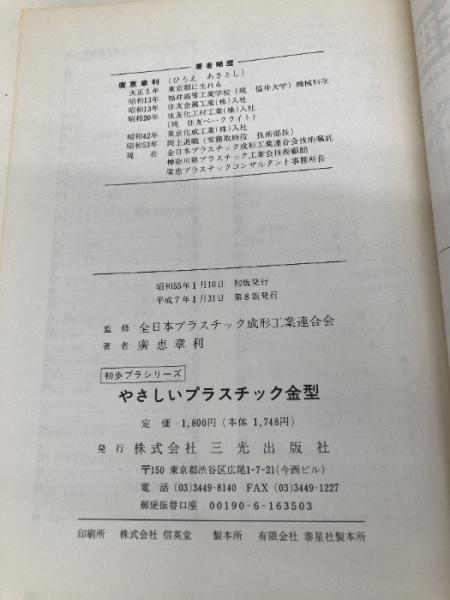 著者略歴
廣恵章利 (ひろえ あきとし)
大正5年 東京都に生れる
昭和13年 福井高等工業学校(現 福井大学)機械科卒
昭和13年 住友金属工業(株)入社
昭和20年 住友化工材工業(株)入社
(現 住友ベークライト)
昭和42年 東京化成工業(株)入社
昭和53年 同上退職(常務取締役 技術部長)
現在 全日本プラスチック成形工業連合会技術嘱託
神奈川県プラスチック工業会技術顧問
廣恵プラスチックコンサルタント事務所長
昭和55年1月10日 初版発行
平成7年1月31日 第8版発行
監修 全日本プラスチック成形工業連合会
著者 廣恵章利
初歩プラシリーズ
やさしいプラスチック金型
定価 1,800円(本体 1,748円)
発行 株式会社 三光出版社
〒150 東京都渋谷区広尾1-7-21(今西ビル)
電話 (03)3449-8140 FAX (03)3449-1227
郵便振替口座 00190-6-163503
印刷所 株式会社 信英堂 製本所 有限会社 泰星社製本所